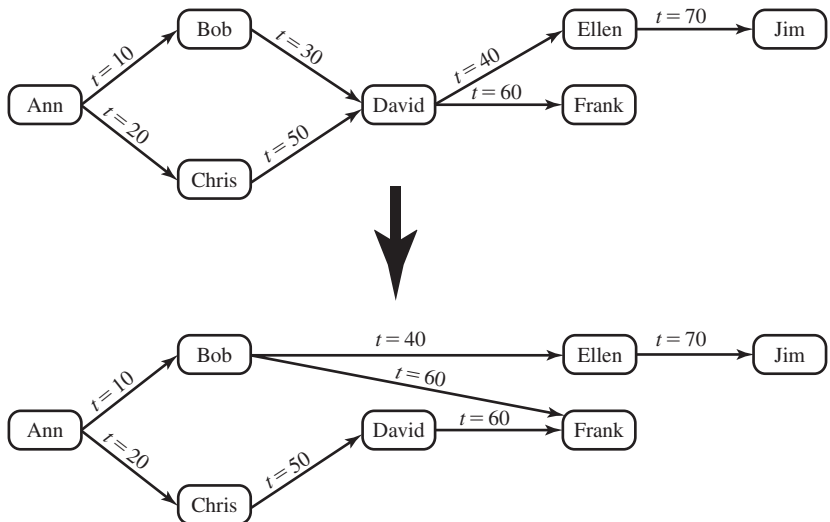 Bob
Ellen
t = 70
Jim
t = 10
t = 30
t = 40
Ann
David
t = 60
Frank
t = 20
t = 50
Chris
Bob
t = 40
Ellen
t = 70
Jim
t = 10
t = 60
Ann
David
t = 60
Frank
t = 20
t = 50
Chris